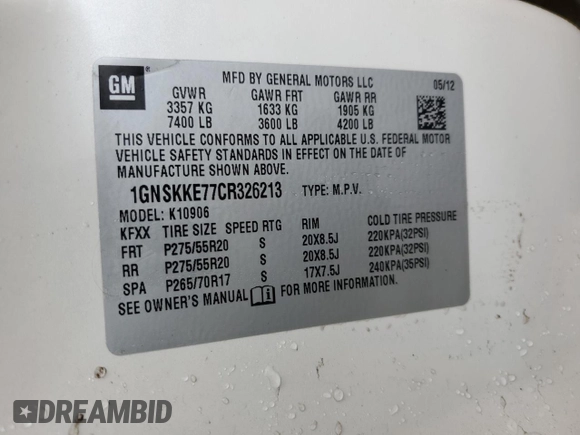 GM
MFD BY GENERAL MOTORS LLC 05/12
GVWR GAWR FRT GAWR RR
3357 KG 1633 KG 1905 KG
7400 LB 3600 LB 4200 LB
THIS VEHICLE CONFORMS TO ALL APPLICABLE U.S. FEDERAL MOTOR
VEHICLE SAFETY STANDARDS IN EFFECT ON THE DATE OF
MANUFACTURE SHOWN ABOVE.
1GNSKKE77CR326213 TYPE: M.P.V.
MODEL: K10906
KFXX TIRE SIZE SPEED RTG RIM COLD TIRE PRESSURE
FRT P275/55R20 S 20X8.5J 220KPA(32PSI)
RR P275/55R20 S 20X8.5J 220KPA(32PSI)
SPA P265/70R17 S 17X7.5J 240KPA(35PSI)
SEE OWNER'S MANUAL FOR MORE INFORMATION.
DREAMBID